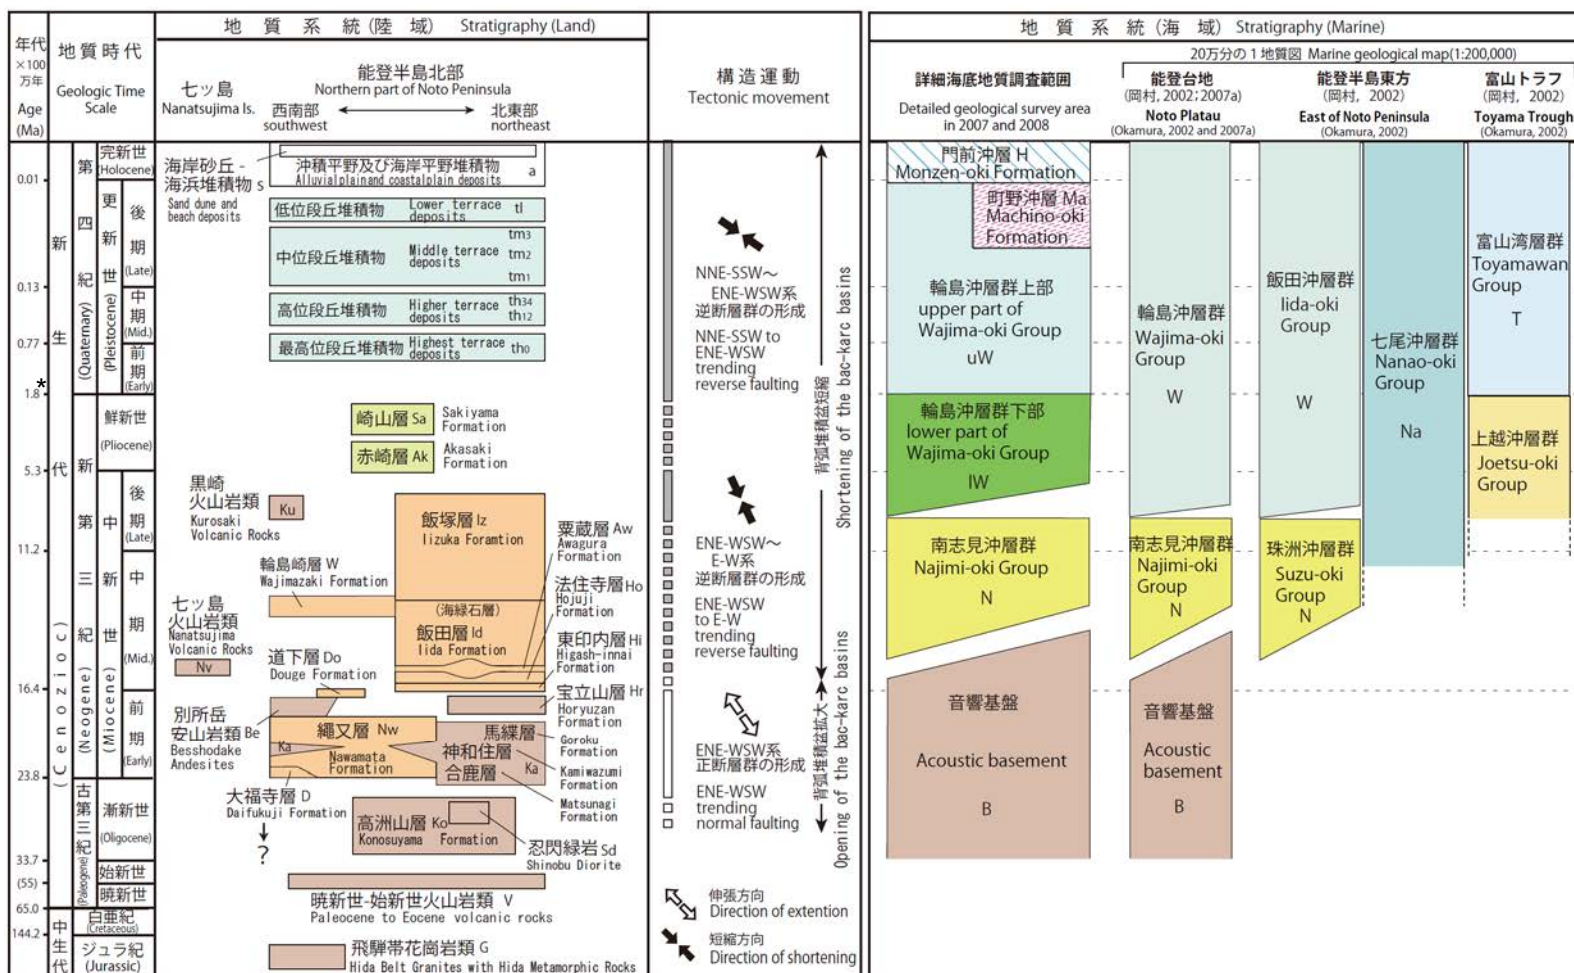 地 質 系 統（陸 域） Stratigraphy (Land)
年代
×100
万年
Age
(Ma)
地 質 時 代
Geologic Time
Scale
七ッ島
Nanatsujima Is.
能登半島北部
Northern part of Noto Peninsula
西南部
southwest
北東部
northeast
構 造 運 動
Tectonic movement
0.01
0.13
0.77
*
1.8
5.3
11.2
16.4
23.8
33.7
(55)
65.0
144.2
新 生 代 (Cenozoic)
中 生 代
第 四 紀 (Quaternary)
新 第 三 紀 (Neogene)
古第三紀 (Paleogene)
完新世
(Holocene)
更 新 世 (Pleistocene)
後 期 (Late)
中 期 (Mid.)
前 期 (Early)
鮮新世
(Pliocene)
中 新 世 (Miocene)
後 期 (Late)
中 期 (Mid.)
前 期 (Early)
漸新世
(Oligocene)
始新世
暁新世
白亜紀
(Cretaceous)
ジュラ紀
(Jurassic)
海岸砂丘 -
海浜堆積物 s
Sand dune and
beach deposits
沖積平野及び海岸平野堆積物
Alluvial plain and coastal plain deposits
a
低位段丘堆積物 Lower terrace deposits tl
中位段丘堆積物 Middle terrace deposits
tm3
tm2
tm1
高位段丘堆積物 Higher terrace deposits
th34
th12
最高位段丘堆積物 Highest terrace deposits th0
崎山層 Sa
Sakiyama
Formation
赤崎層 Ak
Akasaki
Formation
黒崎
火山岩類
Kurosaki
Volcanic Rocks
Ku
飯塚層 Iz
Iizuka Foramtion
粟蔵層 Aw
Awagura
Formation
輪島崎層 W
Wajimazaki Formation
法住寺層 Ho
Hojuji
Formation
（海緑石層）
飯田層 Id
Iida Formation
七ッ島
火山岩類
Nanatsujima
Volcanic Rocks
Nv
東印内層 Hi
Higash-innai
Formation
道下層 Do
Douge Formation
宝立山層 Hr
Horyuzan
Formation
別所岳
安山岩類 Be
Besshodake
Andesites
縄又層 Nw
Nawamata
Formation
Ka
馬緤層
Goroku
Formation
神和住層
Kamiwazumi
Formation
合鹿層
Ka
Matsunagi
Formation
大福寺層 D
Daifukuji Formation
?
高洲山層 Ko
Konosuyama Formation
忍閃緑岩 Sd
Shinobu Diorite
暁新世-始新世火山岩類 V
Paleocene to Eocene volcanic rocks
飛騨帯花崗岩類 G
Hida Belt Granites with Hida Metamorphic Rocks
NNE-SSW〜
ENE-WSW系
逆断層群の形成
NNE-SSW to
ENE-WSW
trending
reverse faulting
ENE-WSW〜
E-W系
逆断層群の形成
ENE-WSW
to E-W
trending
reverse faulting
ENE-WSW系
正断層群の形成
ENE-WSW
trending
normal faulting
伸張方向
Direction of extention
短縮方向
Direction of shortening
背弧堆積盆短縮
Shortening of the bac-karc basins
背弧堆積盆拡大
Opening of the bac-karc basins
地 質 系 統（海 域） Stratigraphy (Marine)
20万分の1地質図 Marine geological map(1:200,000)
詳細海底地質調査範囲
Detailed geological survey area
in 2007 and 2008
能登台地
(岡村, 2002;2007a)
Noto Platau
(Okamura, 2002 and 2007a)
能登半島東方
(岡村, 2002)
East of Noto Peninsula
(Okamura, 2002)
富山トラフ
(岡村, 2002)
Toyama Trough
(Okamura, 2002)
門前沖層 H
Monzen-oki Formation
町野沖層 Ma
Machino-oki
Formation
輪島沖層群上部
upper part of
Wajima-oki Group
uW
輪島沖層群下部
lower part of
Wajima-oki Group
lW
南志見沖層群
Najimi-oki Group
N
音響基盤
Acoustic basement
B
輪島沖層群
Wajima-oki
Group
W
南志見沖層群
Najimi-oki
Group
N
音響基盤
Acoustic
basement
B
飯田沖層群
Iida-oki
Group
W
珠洲沖層群
Suzu-oki
Group
N
七尾沖層群
Nanao-oki
Group
Na
富山湾層群
Toyamawan
Group
T
上越沖層群
Joetsu-oki
Group